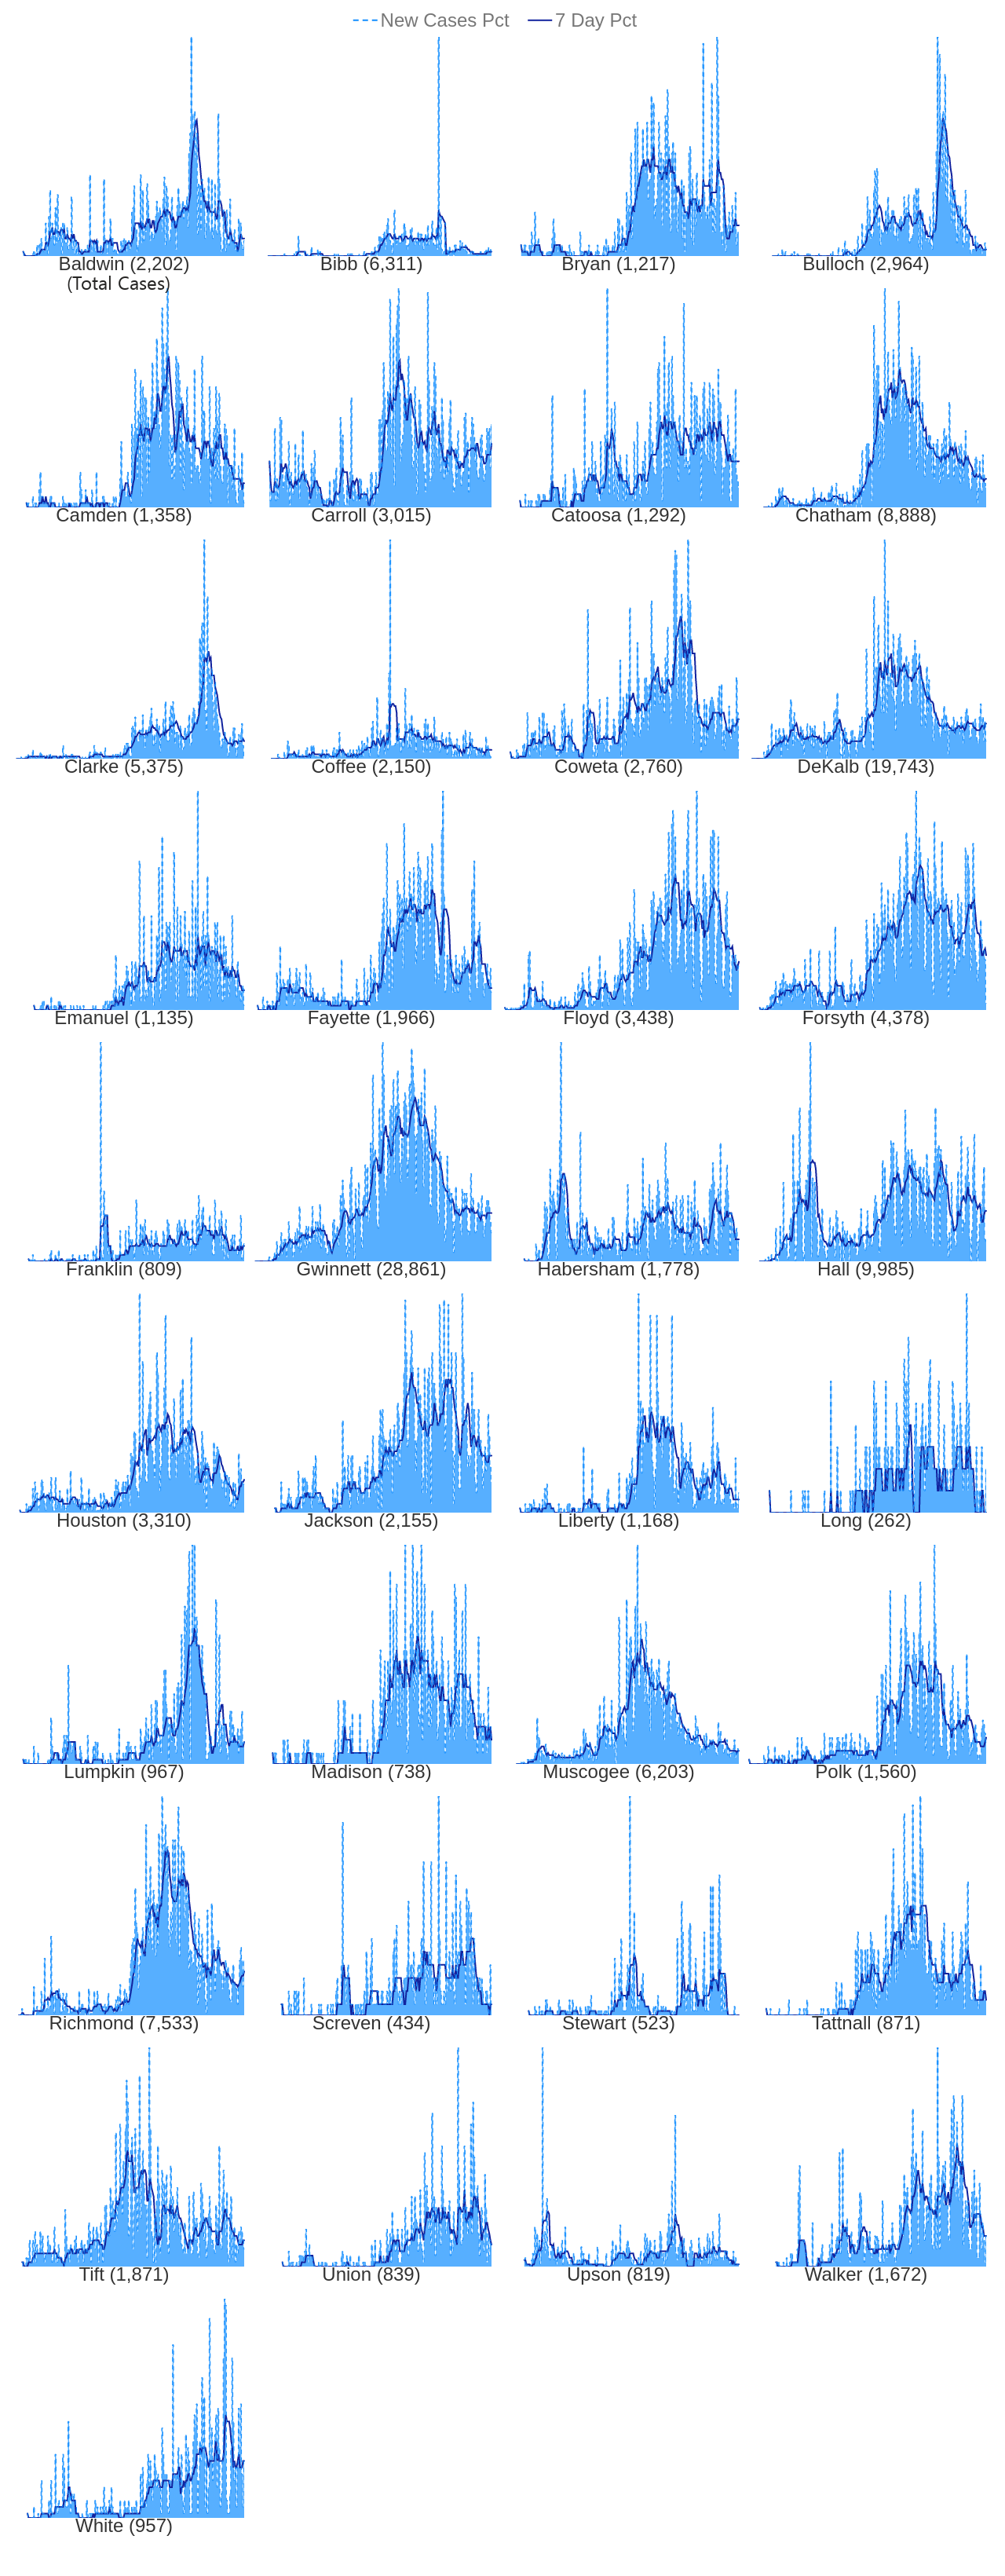 New Cases Pct 7 Day Pct
Baldwin (2,202) Bibb (6,311) Bryan (1,217) Bulloch (2,964)
(Total Cases)
Camden (1,358) Carroll (3,015) Catoosa (1,292) Chatham (8,888)
Clarke (5,375) Coffee (2,150) Coweta (2,760) DeKalb (19,743)
Emanuel (1,135) Fayette (1,966) Floyd (3,438) Forsyth (4,378)
Franklin (809) Gwinnett (28,861) Habersham (1,778) Hall (9,985)
Houston (3,310) Jackson (2,155) Liberty (1,168) Long (262)
Lumpkin (967) Madison (738) Muscogee (6,203) Polk (1,560)
Richmond (7,533) Screven (434) Stewart (523) Tattnall (871)
Tift (1,871) Union (839) Upson (819) Walker (1,672)
White (957)